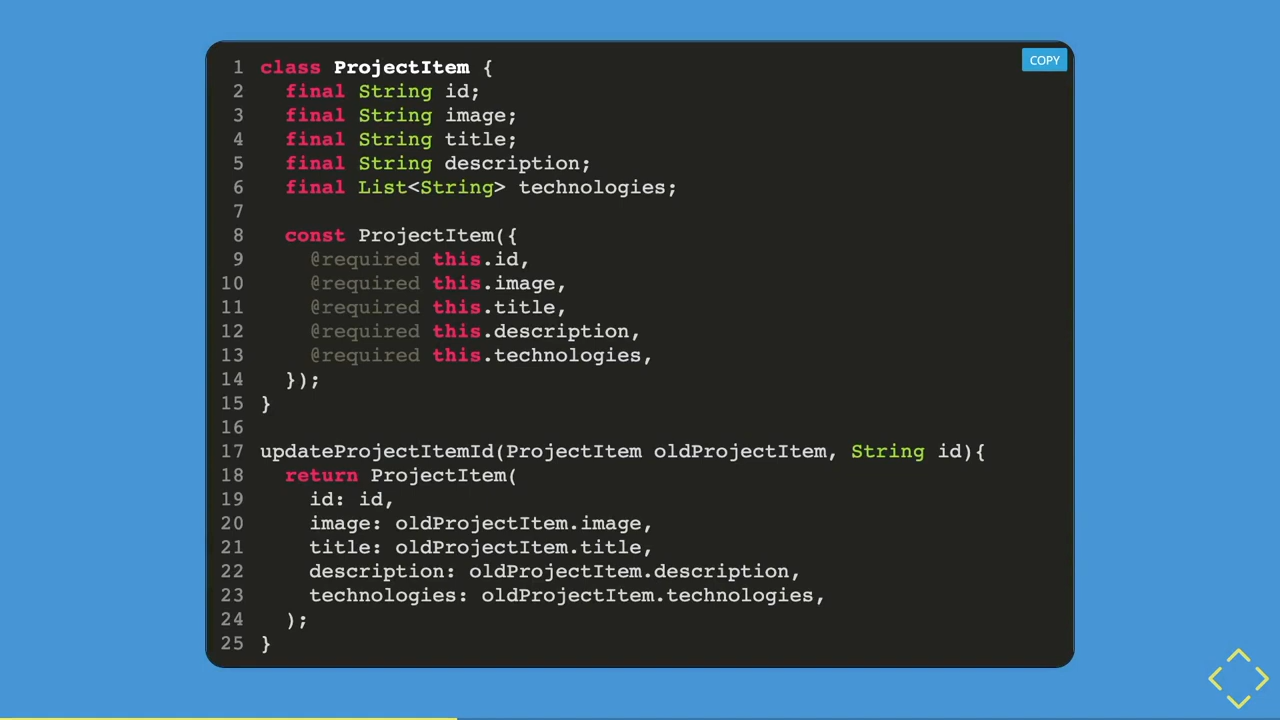 COPY
1 class ProjectItem {
2   final String id;
3   final String image;
4   final String title;
5   final String description;
6   final List<String> technologies;
7
8   const ProjectItem({
9     @required this.id,
10     @required this.image,
11     @required this.title,
12     @required this.description,
13     @required this.technologies,
14   });
15 }
16
17 updateProjectItemId(ProjectItem oldProjectItem, String id){
18   return ProjectItem(
19     id: id,
20     image: oldProjectItem.image,
21     title: oldProjectItem.title,
22     description: oldProjectItem.description,
23     technologies: oldProjectItem.technologies,
24   );
25 }